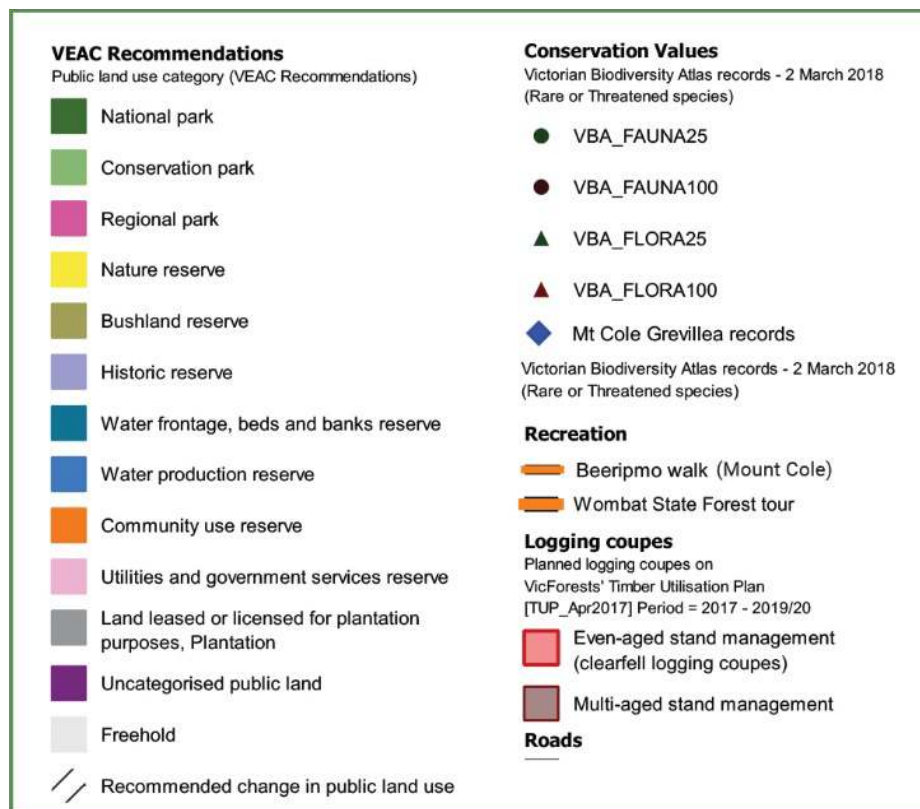 VEAC Recommendations
Public land use category (VEAC Recommendations)
National park
Conservation park
Regional park
Nature reserve
Bushland reserve
Historic reserve
Water frontage, beds and banks reserve
Water production reserve
Community use reserve
Utilities and government services reserve
Land leased or licensed for plantation
purposes, Plantation
Uncategorised public land
Freehold
Recommended change in public land use
Conservation Values
Victorian Biodiversity Atlas records - 2 March 2018
(Rare or Threatened species)
VBA_FAUNA25
VBA_FAUNA100
VBA_FLORA25
VBA_FLORA100
Mt Cole Grevillea records
Victorian Biodiversity Atlas records - 2 March 2018
(Rare or Threatened species)
Recreation
Beeripmo walk (Mount Cole)
Wombat State Forest tour
Logging coupes
Planned logging coupes on
VicForests' Timber Utilisation Plan
[TUP_Apr2017] Period = 2017 - 2019/20
Even-aged stand management
(clearfell logging coupes)
Multi-aged stand management
Roads